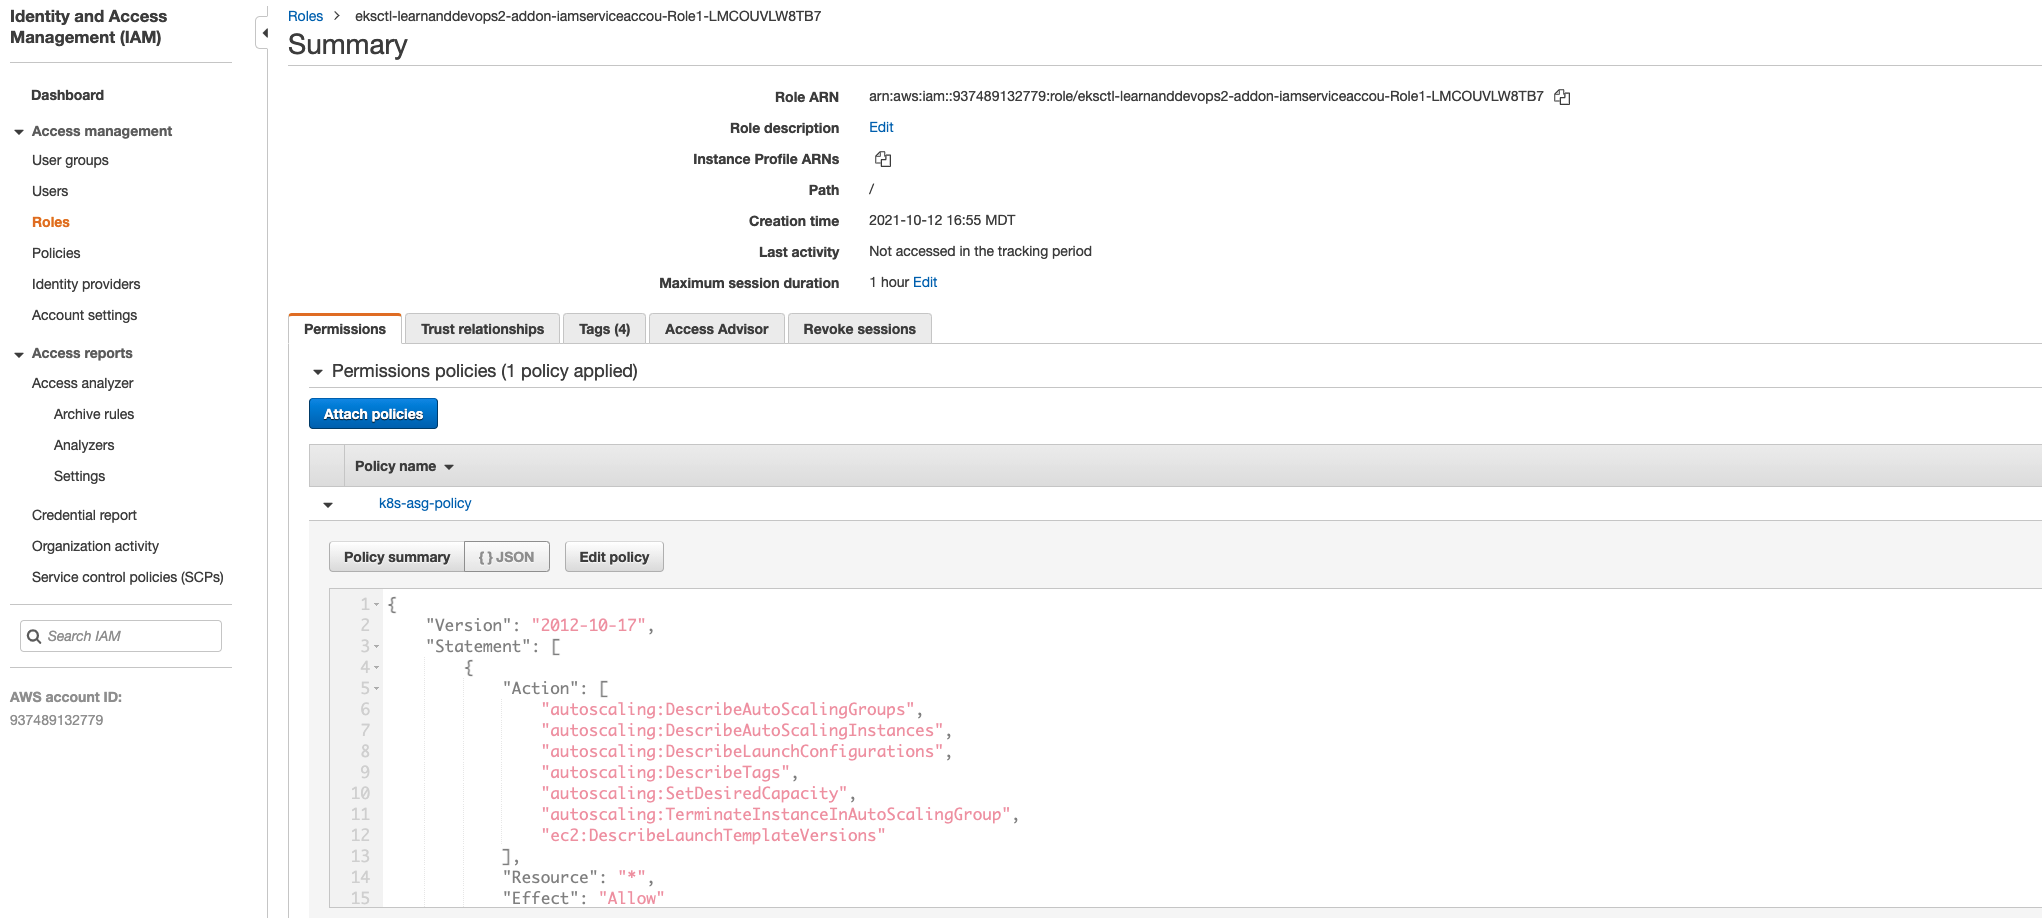 Identity and Access
Management (IAM)
Dashboard
Access management
User groups
Users
Roles
Policies
Identity providers
Account settings
Access reports
Access analyzer
Archive rules
Analyzers
Settings
Credential report
Organization activity
Service control policies (SCPs)
Search IAM
AWS account ID:
937489132779
Roles > eksctl-learnanddevops2-addon-iamserviceaccou-Role1-LMCOUVLW8TB7
Summary
Role ARN arn:aws:iam::937489132779:role/eksctl-learnanddevops2-addon-iamserviceaccou-Role1-LMCOUVLW8TB7
Role description Edit
Instance Profile ARNs
Path /
Creation time 2021-10-12 16:55 MDT
Last activity Not accessed in the tracking period
Maximum session duration 1 hour Edit
Permissions Trust relationships Tags (4) Access Advisor Revoke sessions
Permissions policies (1 policy applied)
Attach policies
Policy name
k8s-asg-policy
Policy summary { } JSON Edit policy
1 {
2 "Version": "2012-10-17",
3 "Statement": [
4 {
5 "Action": [
6 "autoscaling:DescribeAutoScalingGroups",
7 "autoscaling:DescribeAutoScalingInstances",
8 "autoscaling:DescribeLaunchConfigurations",
9 "autoscaling:DescribeTags",
10 "autoscaling:SetDesiredCapacity",
11 "autoscaling:TerminateInstanceInAutoScalingGroup",
12 "ec2:DescribeLaunchTemplateVersions"
13 ],
14 "Resource": "*",
15 "Effect": "Allow"